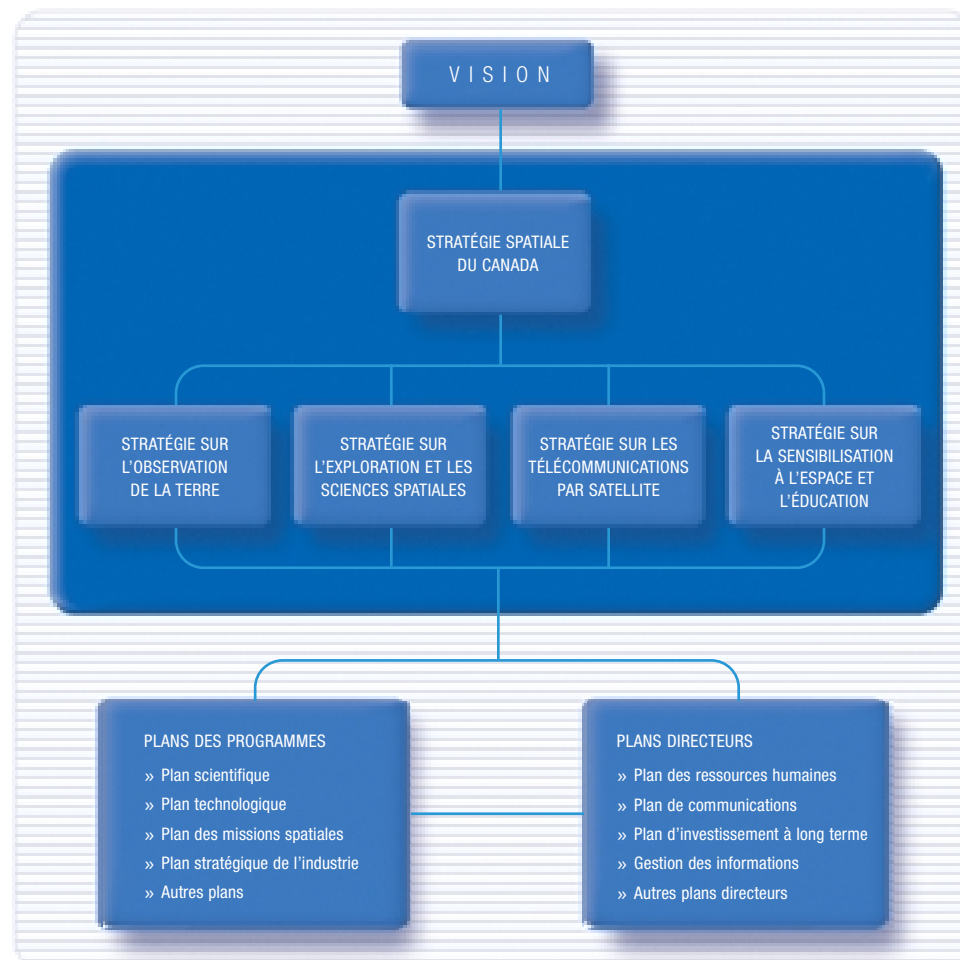 VISION
STRATÉGIE SPATIALE
DU CANADA
STRATÉGIE SUR
L'OBSERVATION
DE LA TERRE
STRATÉGIE SUR
L'EXPLORATION ET LES
SCIENCES SPATIALES
STRATÉGIE SUR LES
TÉLÉCOMMUNICATIONS
PAR SATELLITE
STRATÉGIE SUR
LA SENSIBILISATION
À L'ESPACE ET
L'ÉDUCATION
PLANS DES PROGRAMMES
» Plan scientifique
» Plan technologique
» Plan des missions spatiales
» Plan stratégique de l'industrie
» Autres plans
PLANS DIRECTEURS
» Plan des ressources humaines
» Plan de communications
» Plan d'investissement à long terme
» Gestion des informations
» Autres plans directeurs